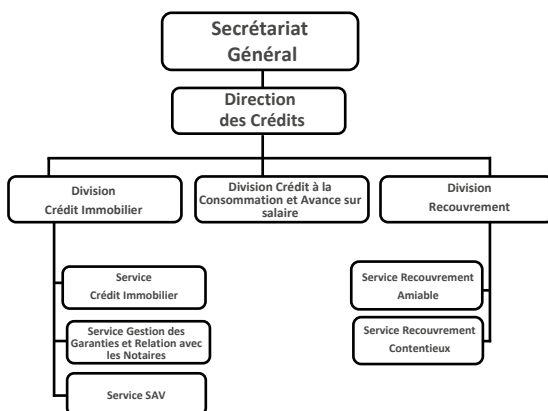 Secrétariat
Général
Direction
des Crédits
Division
Crédit Immobilier
Division Crédit à la
Consommation et Avance sur
salaire
Division
Recouvrement
Service
Crédit Immobilier
Service Gestion des
Garanties et Relation avec
les Notaires
Service SAV
Service Recouvrement
Amiable
Service Recouvrement
Contentieux